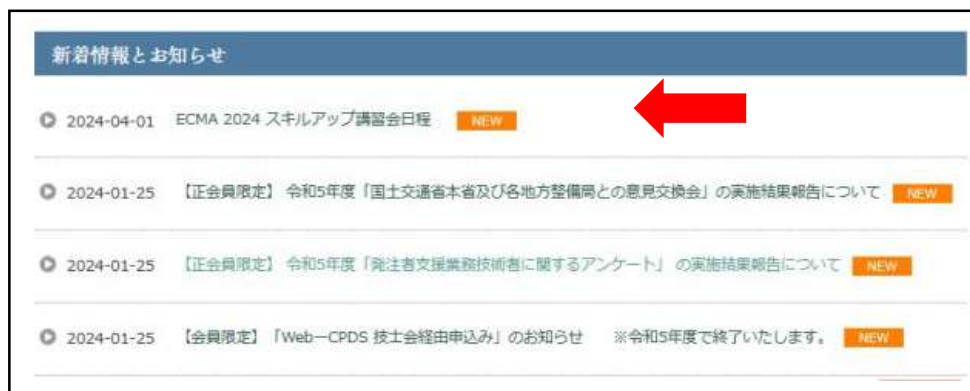 新着情報とお知らせ
2024-04-01 ECMA 2024 スキルアップ講習会日程 NEW
2024-01-25 【正会員限定】 令和5年度「国土交通省本省及び各地方整備局との意見交換会」の実施結果報告について NEW
2024-01-25 【正会員限定】 令和5年度「発注者支援業務技術者に関するアンケート」 の実施結果報告について NEW
2024-01-25 【会員限定】「Web－CPDS 技士会経由申込み」のお知らせ ※令和5年度で終了いたします。 NEW